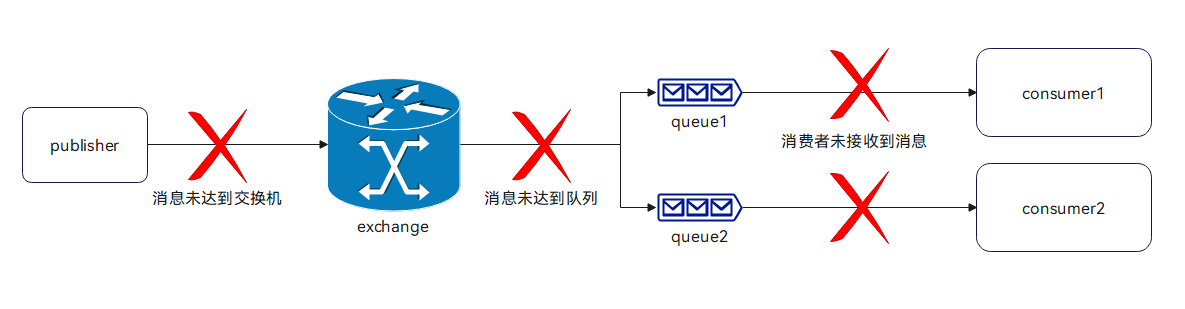 publisher
消息未达到交换机
exchange
消息未达到队列
queue1
queue2
消费者未接收到消息
consumer1
consumer2